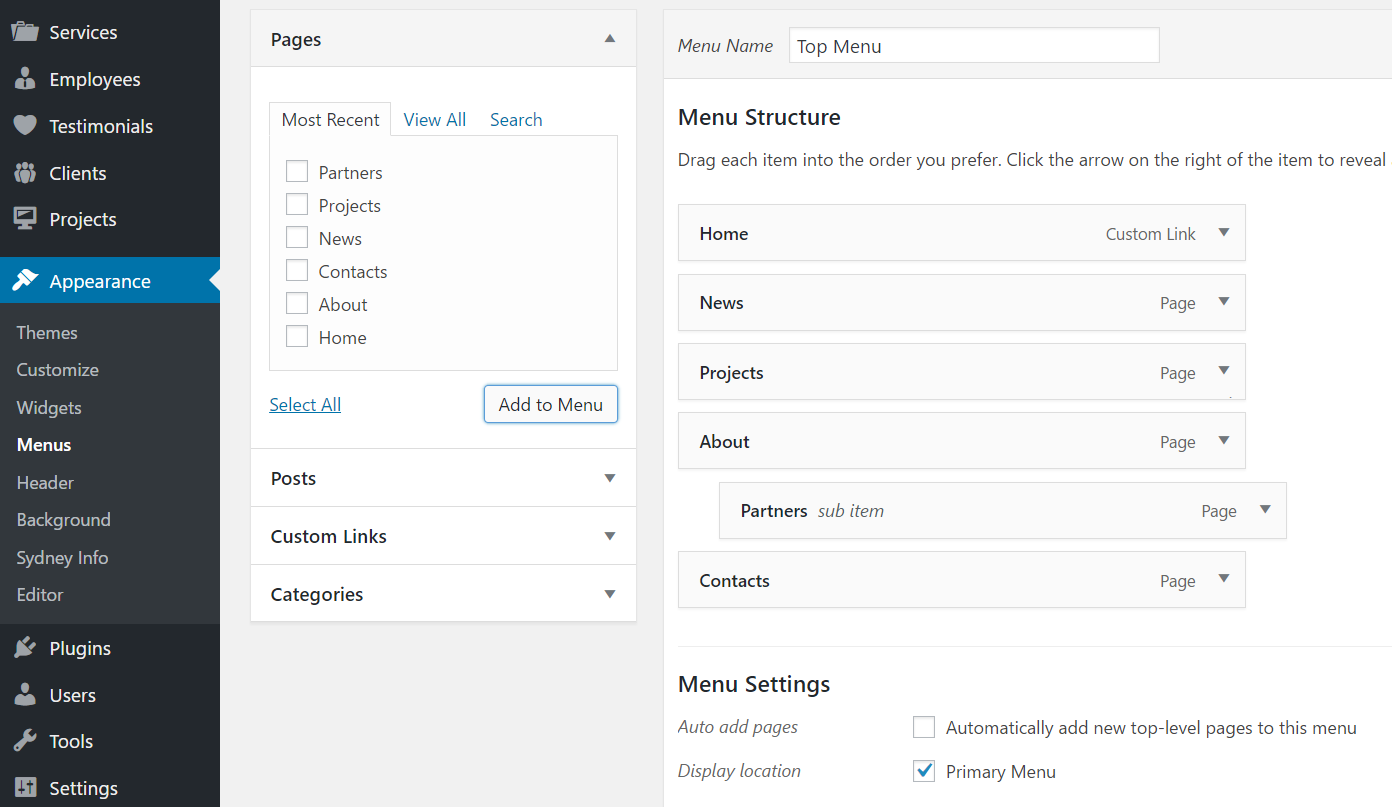 Services
Employees
Testimonials
Clients
Projects
Appearance
Themes
Customize
Widgets
Menus
Header
Background
Sydney Info
Editor
Plugins
Users
Tools
Settings
Pages
Most Recent View All Search
Partners
Projects
News
Contacts
About
Home
Select All Add to Menu
Posts
Custom Links
Categories
Menu Name Top Menu
Menu Structure
Drag each item into the order you prefer. Click the arrow on the right of the item to reveal
Home Custom Link
News Page
Projects Page
About Page
Partners sub item Page
Contacts Page
Menu Settings
Auto add pages Automatically add new top-level pages to this menu
Display location Primary Menu